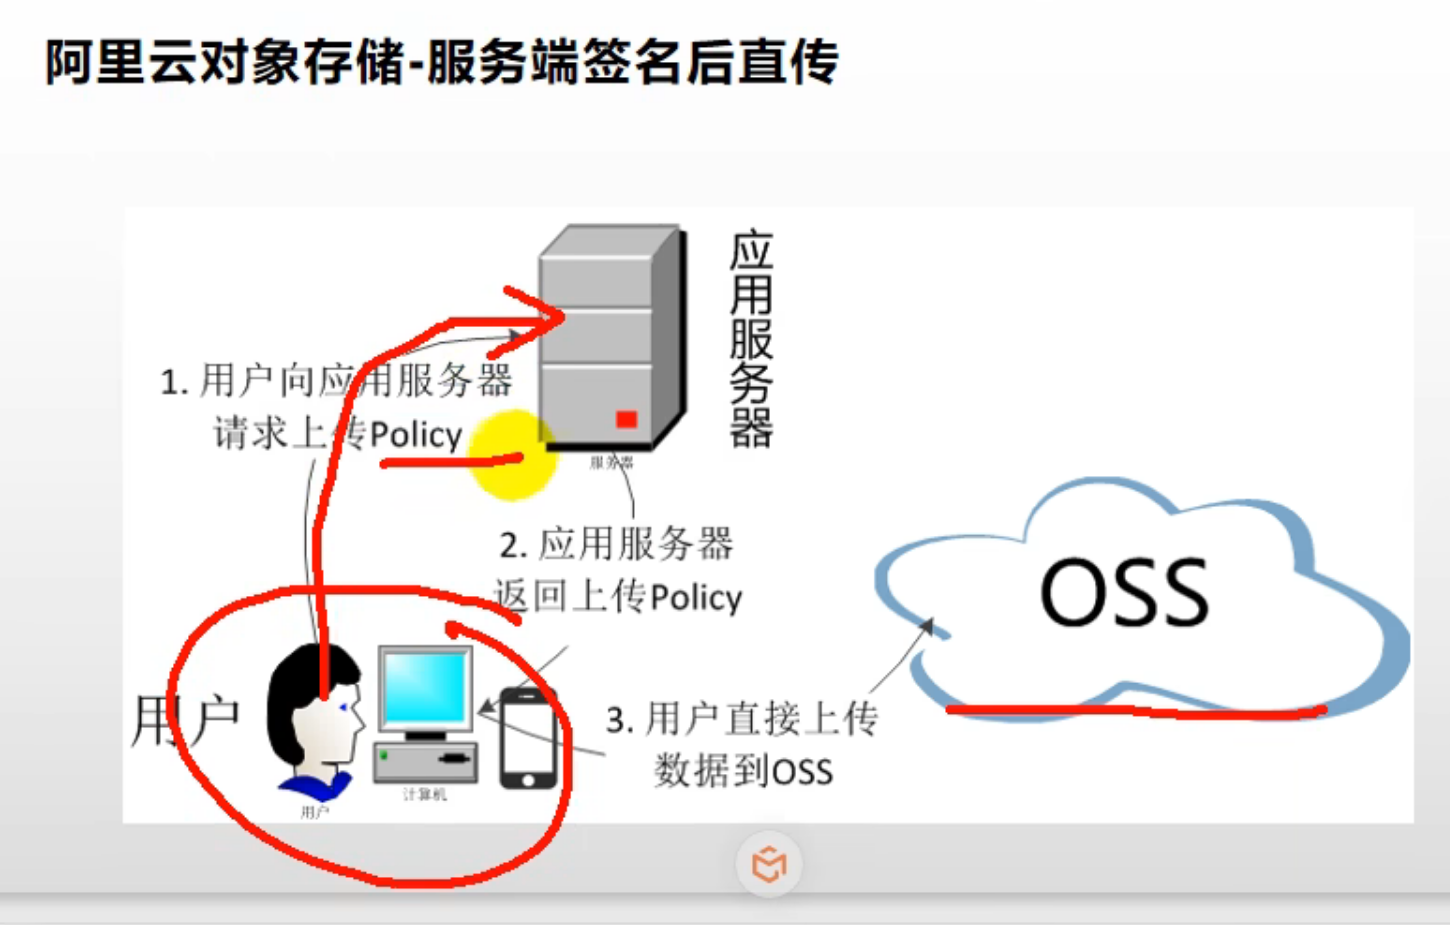 阿里云对象存储-服务端签名后直传
应用服务器
1. 用户向应用服务器
请求上传Policy
服务器
2. 应用服务器
返回上传Policy
OSS
用户
3. 用户直接上传
数据到OSS
计算机
用户